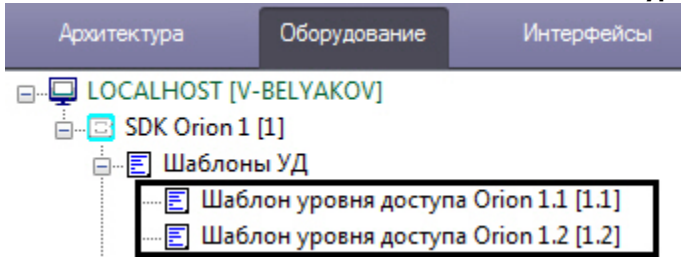 Архитектура Оборудование Интерфейсы
LOCALHOST [V-BELYAKOV]
SDK Orion 1 [1]
Шаблоны УД
Шаблон уровня доступа Orion 1.1 [1.1]
Шаблон уровня доступа Orion 1.2 [1.2]